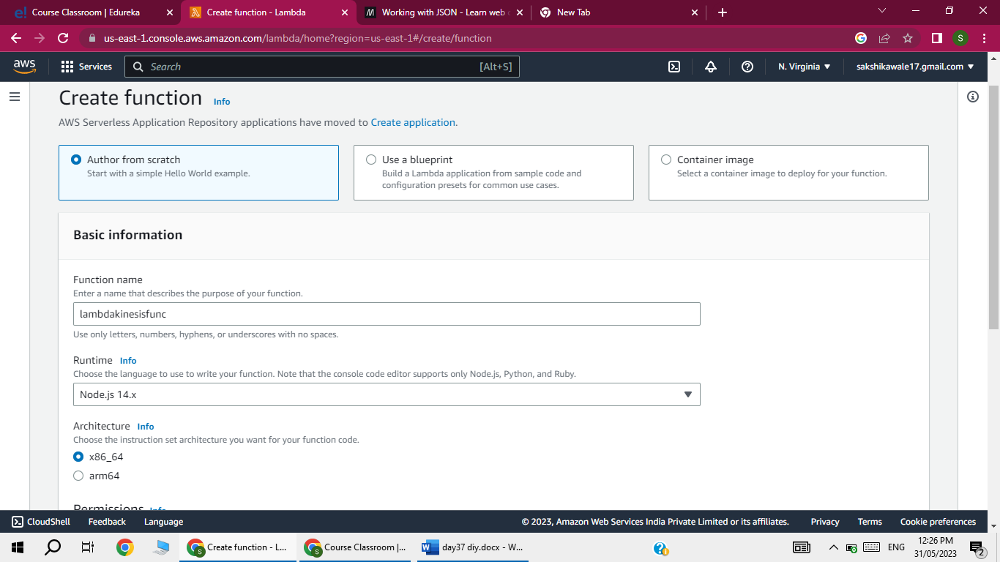 Course Classroom | Edureka
Create function - Lambda
Working with JSON - Learn web
New Tab
us-east-1.console.aws.amazon.com/lambda/home?region=us-east-1#/create/function
S
aws
Services
Search
[Alt+S]
N. Virginia
sakshikawale17.gmail.com
Create function Info
AWS Serverless Application Repository applications have moved to Create application.
Author from scratch
Start with a simple Hello World example.
Use a blueprint
Build a Lambda application from sample code and
configuration presets for common use cases.
Container image
Select a container image to deploy for your function.
Basic information
Function name
Enter a name that describes the purpose of your function.
lambdakinesisfunc
Use only letters, numbers, hyphens, or underscores with no spaces.
Runtime Info
Choose the language to use to write your function. Note that the console code editor supports only Node.js, Python, and Ruby.
Node.js 14.x
Architecture Info
Choose the instruction set architecture you want for your function code.
x86_64
arm64
Permissions Info
CloudShell
Feedback
Language
© 2023, Amazon Web Services India Private Limited or its affiliates.
Privacy
Terms
Cookie preferences
Create function - L...
Course Classroom |...
day37 diy.docx - W...
ENG
12:26 PM
31/05/2023
2